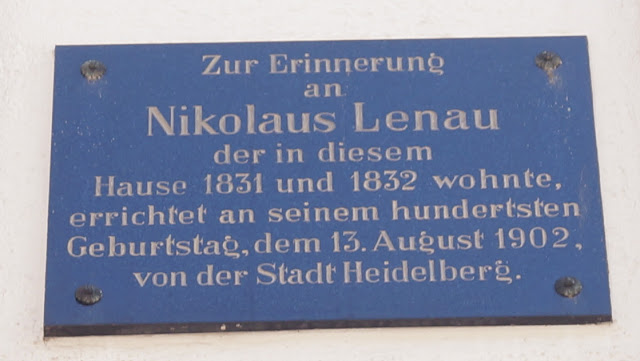 Zur Erinnerung
an
Nikolaus Lenau
der in diesem
Hause 1831 und 1832 wohnte,
errichtet an seinem hundertsten
Geburtstag, dem 13. August 1902,
von der Stadt Heidelberg.